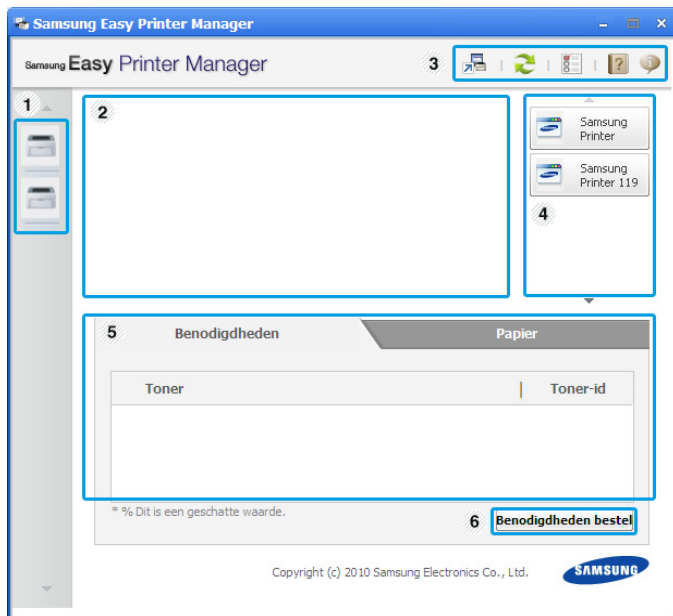 Samsung Easy Printer Manager
Samsung Easy Printer Manager
3
1
2
Samsung
Printer
Samsung
Printer 119
4
5
Benodigdheden
Papier
Toner
Toner-id
* % Dit is een geschatte waarde.
6
Benodigdheden bestel
Copyright (c) 2010 Samsung Electronics Co., Ltd.
SAMSUNG